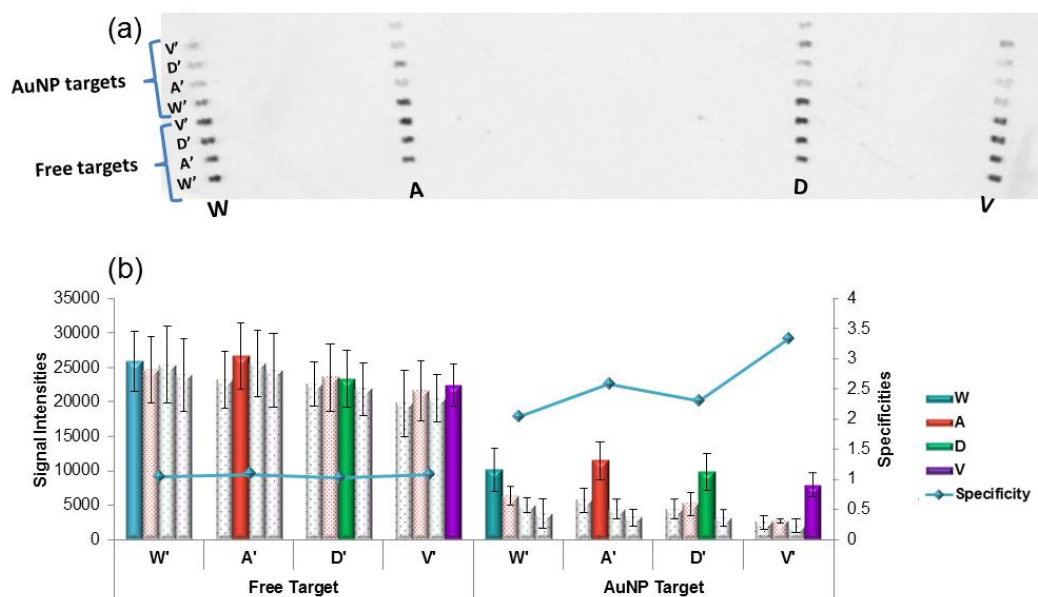 (a)
V'
D'
A'
W'
AuNP targets
V'
D'
A'
W'
Free targets
W
A
D
V
(b)
Signal Intensities
35000
30000
25000
20000
15000
10000
5000
0
4
3.5
3
2.5
2
1.5
1
0.5
0
Specificities
W
A
D
V
Specificity
W' A' D' V' W' A' D' V'
Free Target AuNP Target